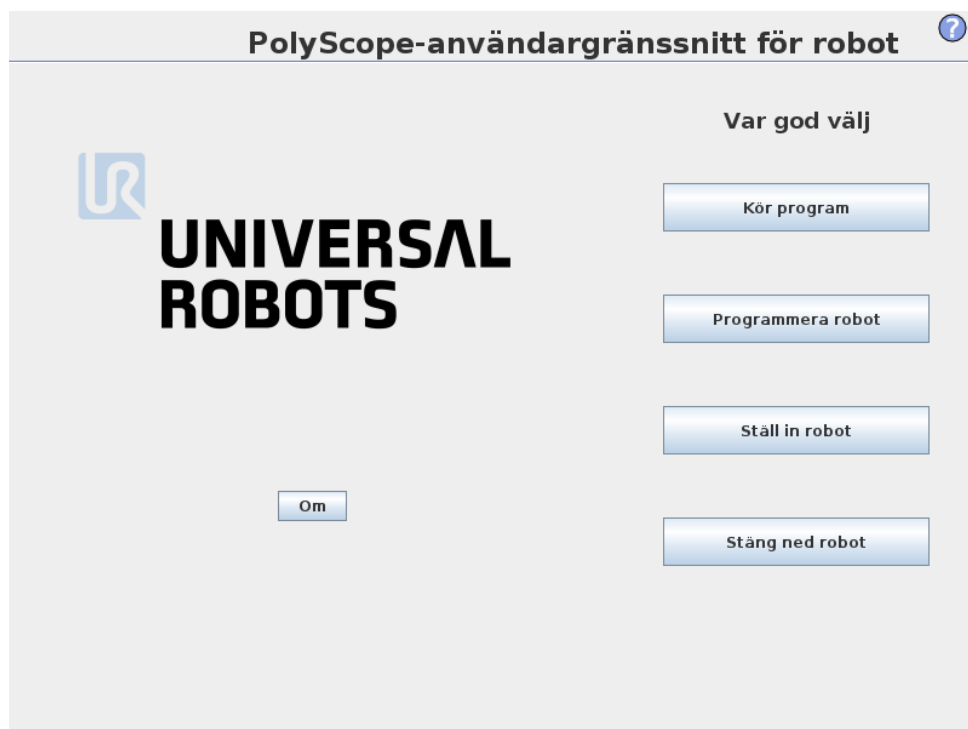 PolyScope-användargränssnitt för robot
?
Var god välj
UR
UNIVERSAL
ROBOTS
Kör program
Programmera robot
Ställ in robot
Om
Stäng ned robot